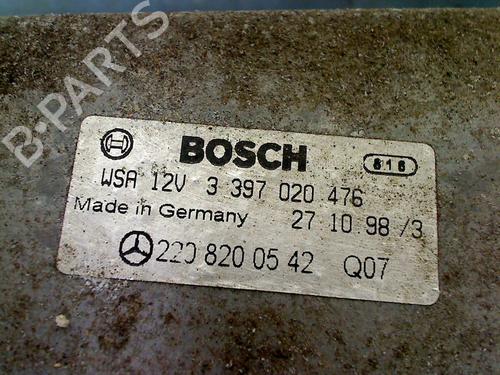 B-PARTS
BOSCH 816
WSA 12V 3 397 020 476
Made in Germany 27 10 98 /3
220 820 05 42 Q07